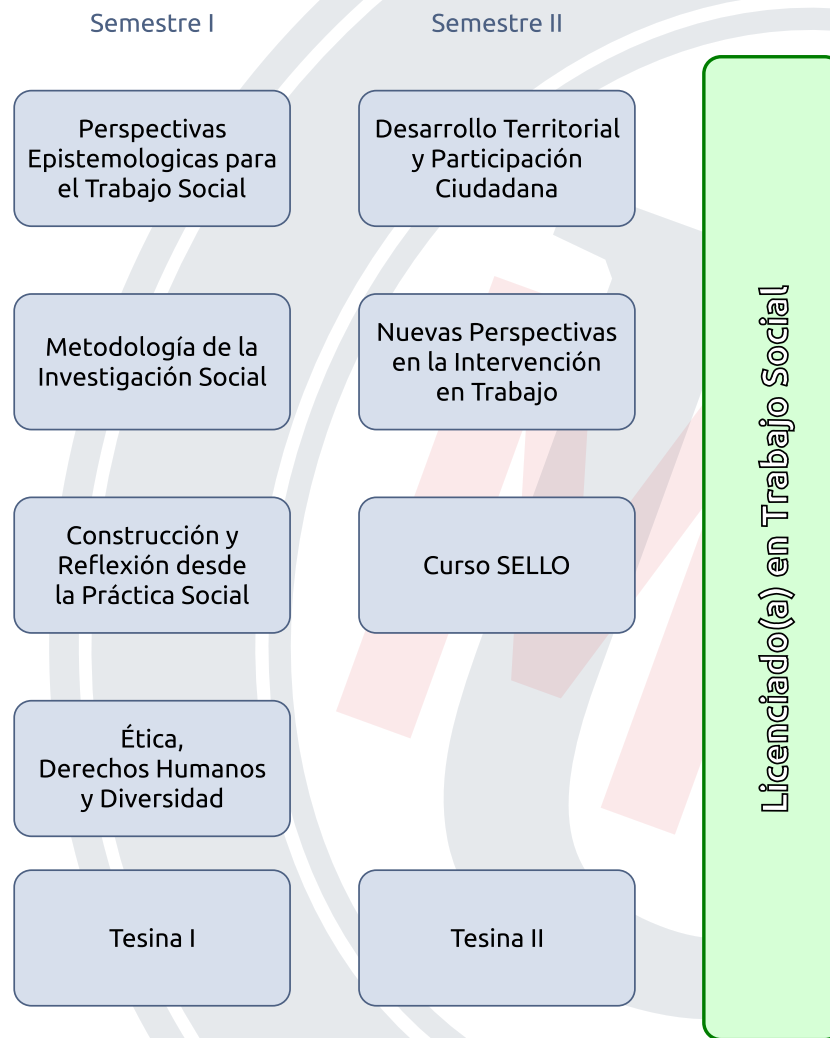 Semestre I
Semestre II
Perspectivas
Epistemologicas para
el Trabajo Social
Desarrollo Territorial
y Participación
Ciudadana
Metodología de la
Investigación Social
Nuevas Perspectivas
en la Intervención
en Trabajo
Construcción y
Reflexión desde
la Práctica Social
Curso SELLO
Ética,
Derechos Humanos
y Diversidad
Tesina I
Tesina II
Licenciado(a) en Trabajo Social